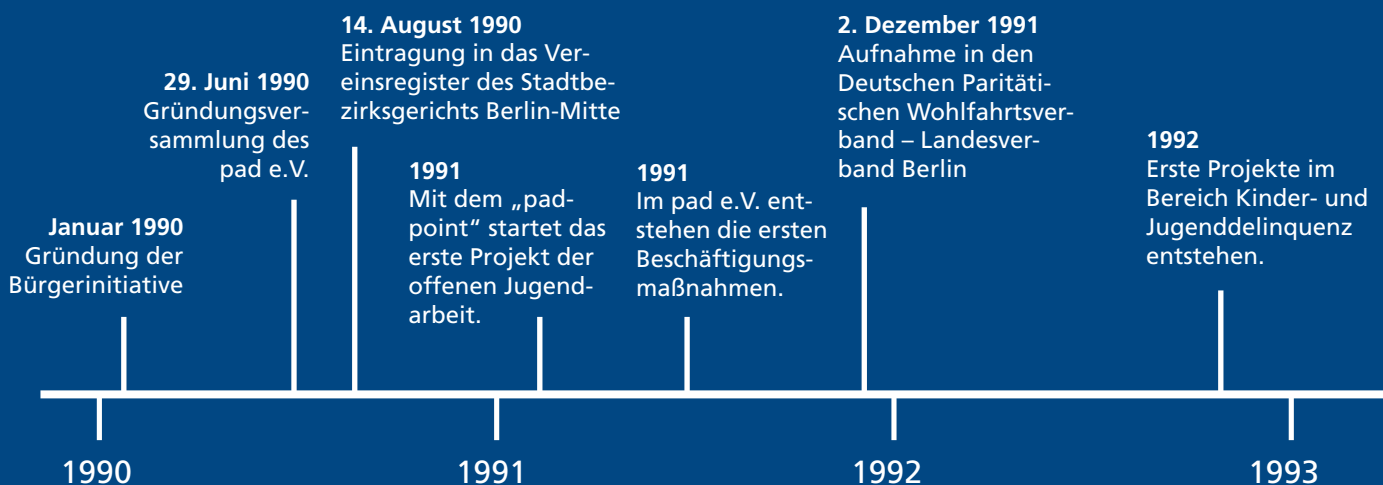 Januar 1990
Gründung der
Bürgerinitiative
29. Juni 1990
Gründungsver-
sammlung des
pad e.V.
14. August 1990
Eintragung in das Ver-
einsregister des Stadtbe-
zirksgerichts Berlin-Mitte
1991
Mit dem „pad-
point“ startet das
erste Projekt der
offenen Jugend-
arbeit.
1991
Im pad e.V. ent-
stehen die ersten
Beschäftigungs-
maßnahmen.
2. Dezember 1991
Aufnahme in den
Deutschen Paritäti-
schen Wohlfahrtsver-
band – Landesver-
band Berlin
1992
Erste Projekte im
Bereich Kinder- und
Jugenddelinquenz
entstehen.
1990
1991
1992
1993